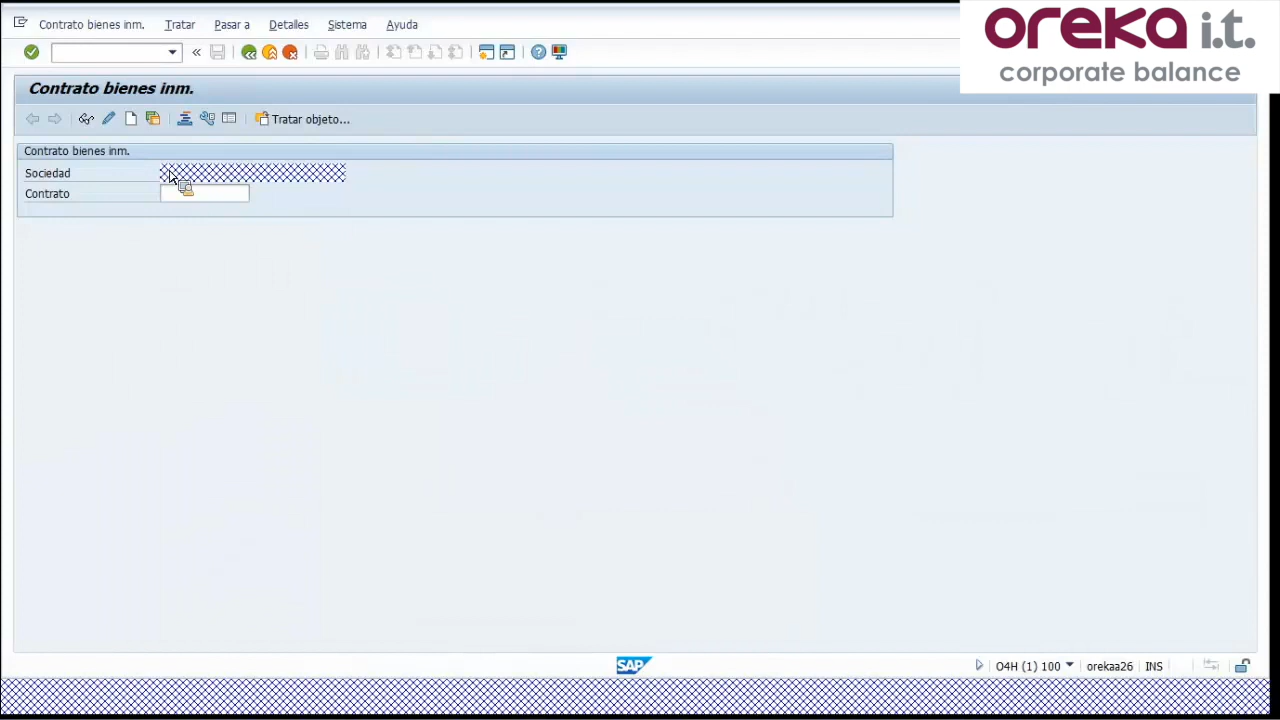 Contrato bienes inm. Tratar Pasar a Detalles Sistema Ayuda
oreka i.t.
corporate balance
Contrato bienes inm.
Tratar objeto...
Contrato bienes inm.
Sociedad
Contrato
SAP
O4H (1) 100 orekaa26 INS